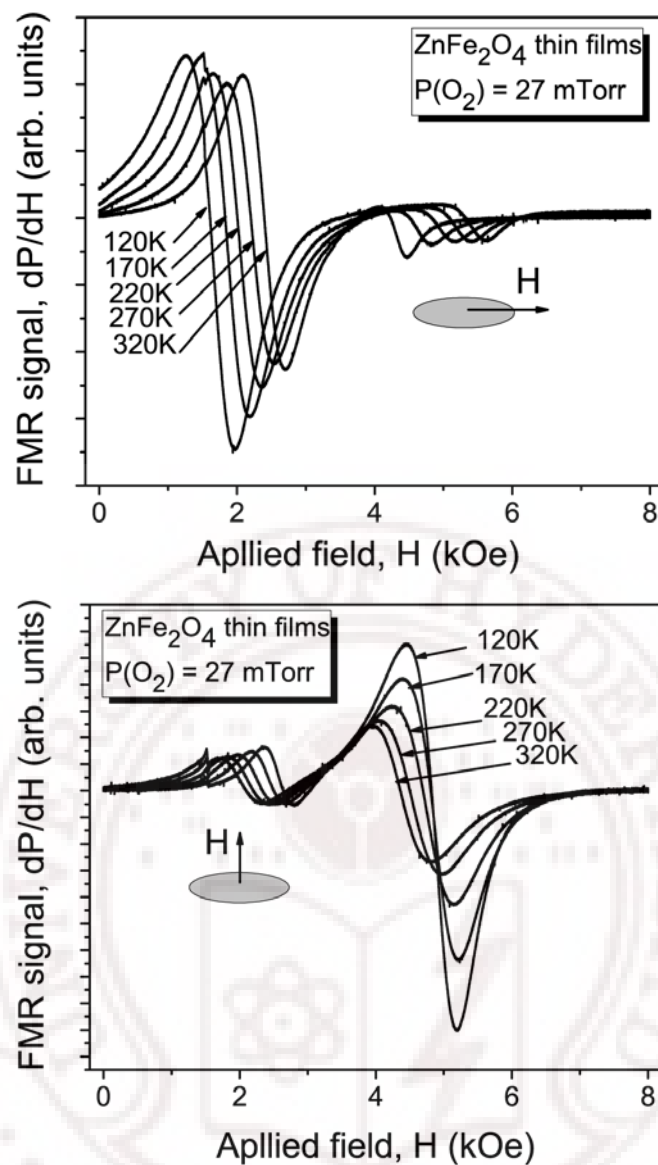 ZnFe2O4 thin films
P(O2) = 27 mTorr
FMR signal, dP/dH (arb. units)
120K
170K
220K
270K
320K
H
0 2 4 6 8
Apllied field, H (kOe)
ZnFe2O4 thin films
P(O2) = 27 mTorr
FMR signal, dP/dH (arb. units)
120K
170K
220K
270K
320K
H
0 2 4 6 8
Apllied field, H (kOe)